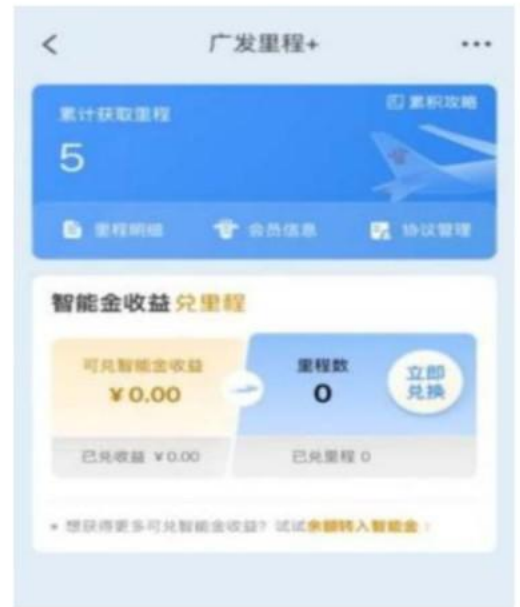 广发里程+
累计获取里程
累积攻略
5
里程明细
会员信息
协议管理
智能金收益兑里程
可兑智能金收益
¥0.00
里程数
0
立即
兑换
已兑收益 ¥0.00
已兑里程 0
想获得更多可兑智能金收益？试试余额转入智能金